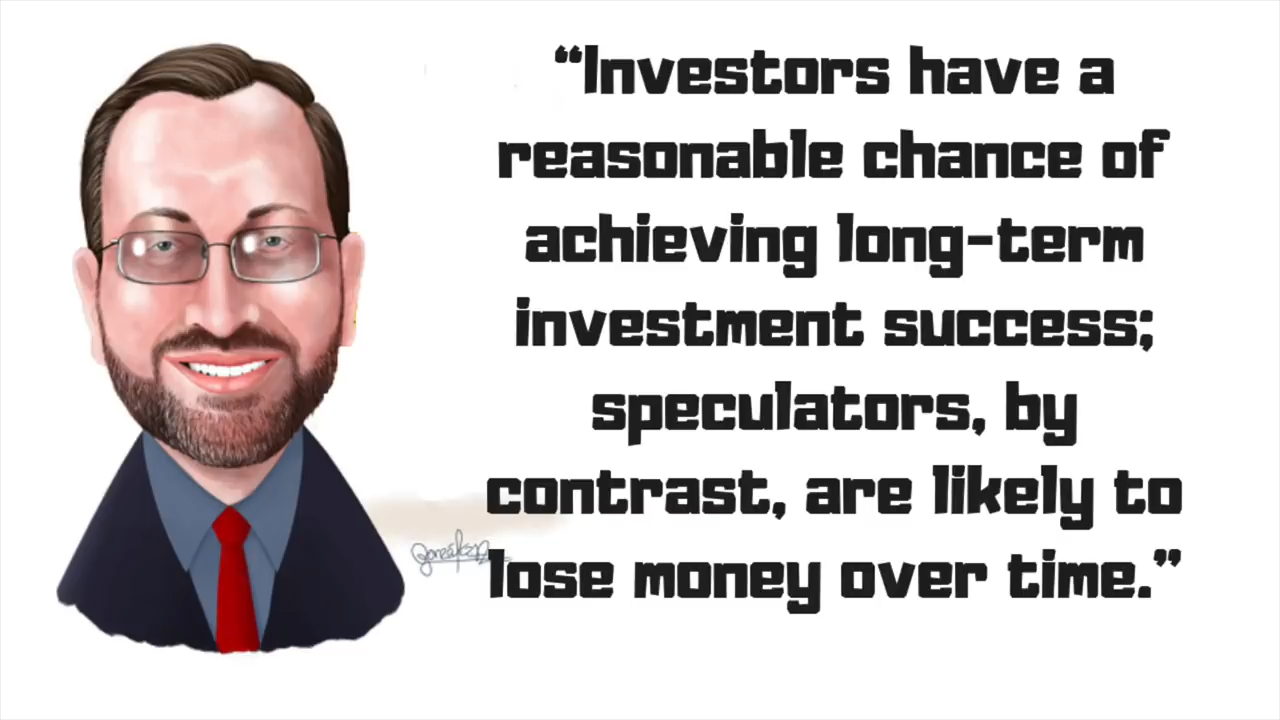 “Investors have a
reasonable chance of
achieving long-term
investment success;
speculators, by
contrast, are likely to
lose money over time.”